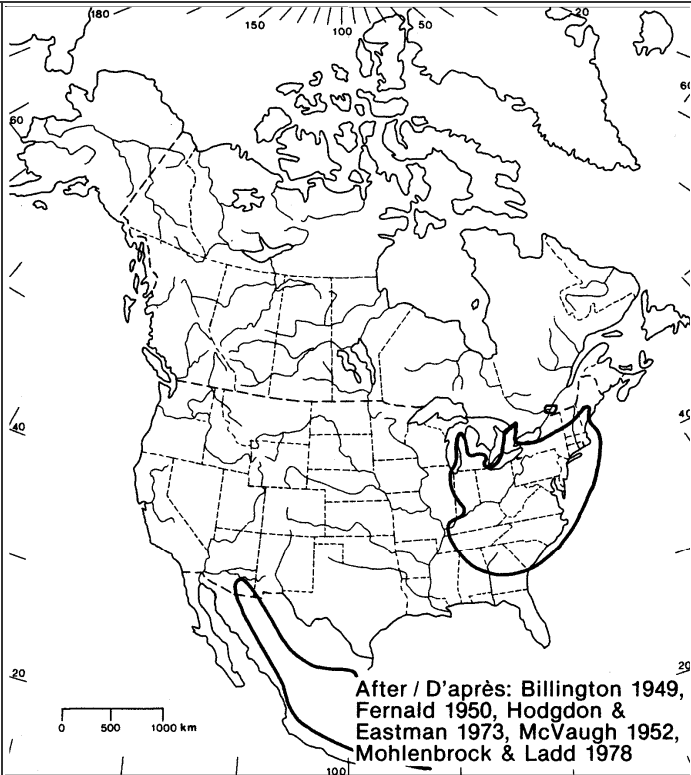 180 150 100 50 20
60 60
40 40
20 20
0 500 1000 km
100
After / D'après: Billington 1949,
Fernald 1950, Hodgdon &
Eastman 1973, McVaugh 1952,
Mohlenbrock & Ladd 1978